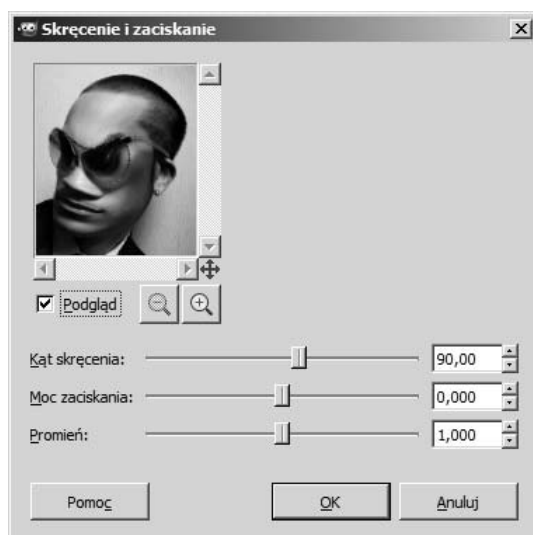 Skręcenie i zaciskanie
Podgląd
Kąt skręcenia: 90,00
Moc zaciskania: 0,000
Promień: 1,000
Pomoc OK Anuluj